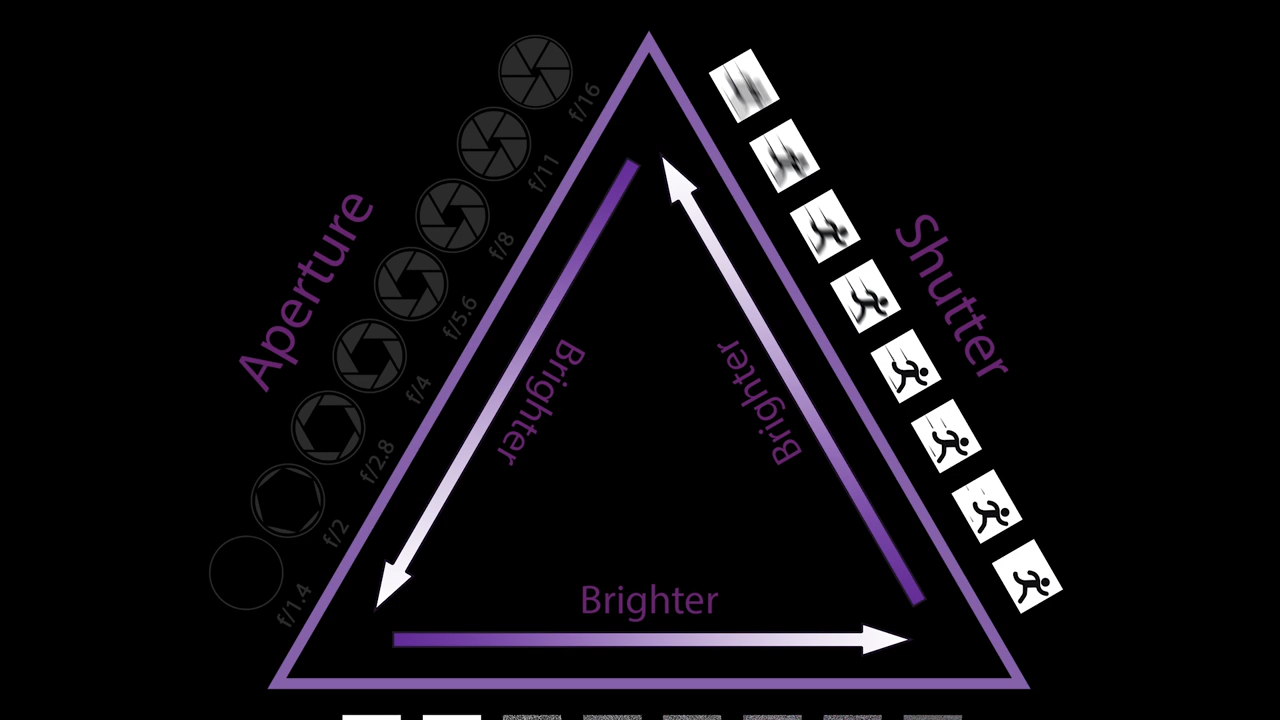 Aperture
f/16
f/11
f/8
f/5.6
f/4
f/2.8
f/2
f/1.4
Shutter
Brighter
Brighter
Brighter